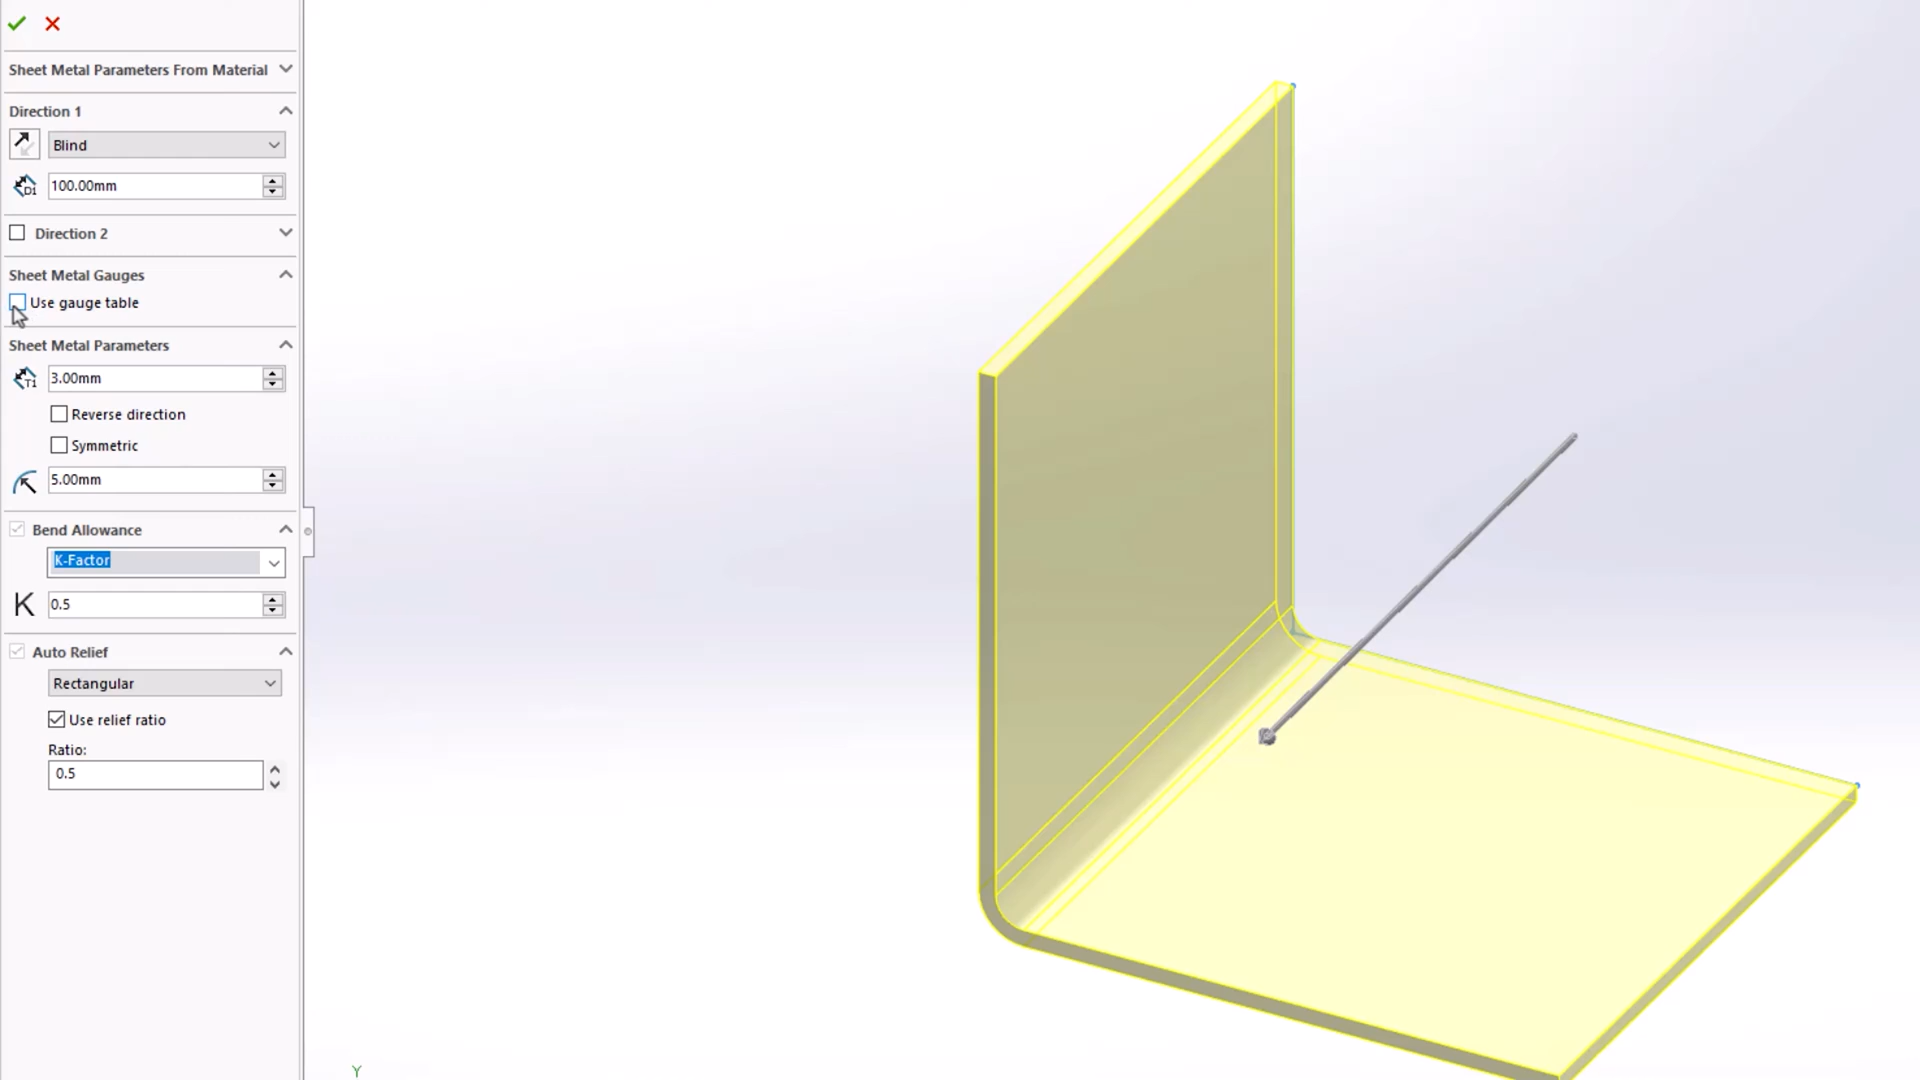 Sheet Metal Parameters From Material
Direction 1
Blind
D1
100.00mm
Direction 2
Sheet Metal Gauges
Use gauge table
Sheet Metal Parameters
T1
3.00mm
Reverse direction
Symmetric
5.00mm
Bend Allowance
K-Factor
K
0.5
Auto Relief
Rectangular
Use relief ratio
Ratio:
0.5
Y